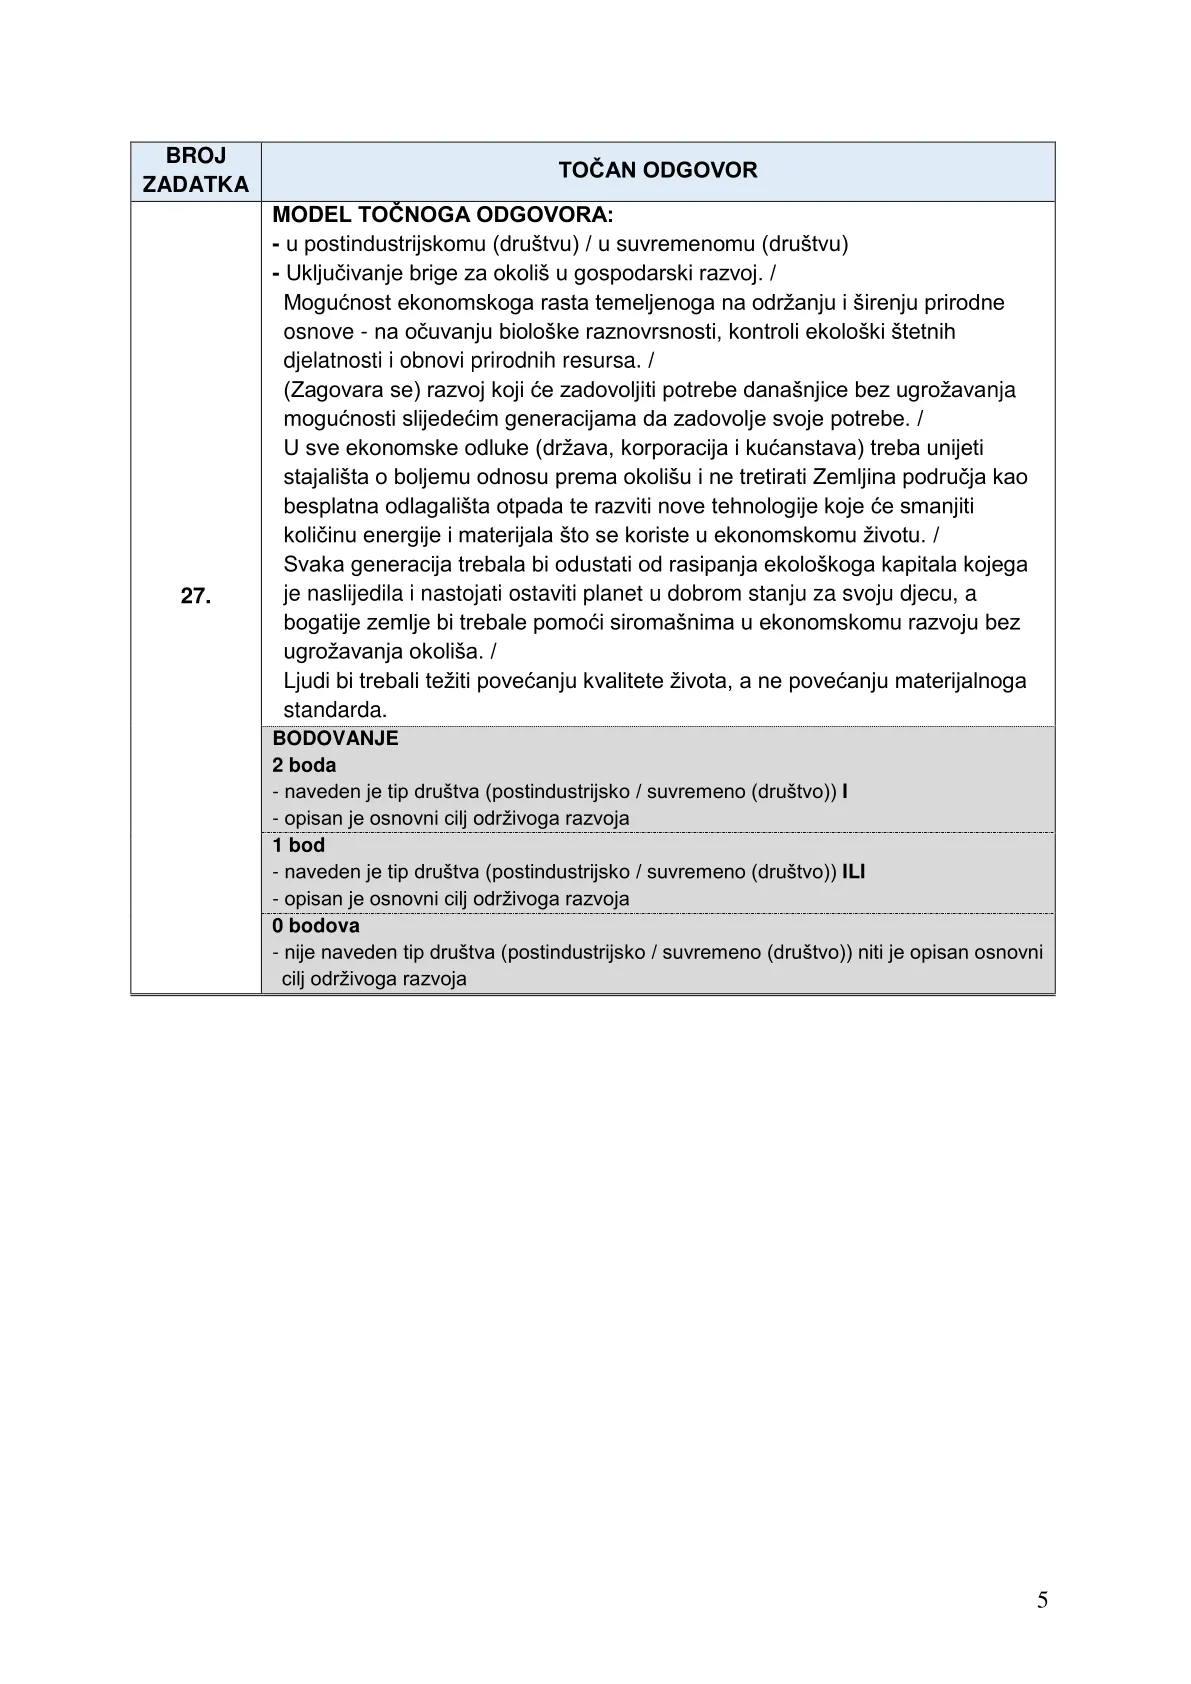 BROJ
ZADATKA
TOČAN ODGOVOR
27.
MODEL TOČNOGA ODGOVORA:
- u postindustrijskomu (društvu) / u suvremenomu (društvu)
- Uključivanje brige za okoliš u gospodarski razvoj. /
Mogućnost ekonomskoga rasta temeljenoga na održanju i širenju prirodne
osnove - na očuvanju biološke raznovrsnosti, kontroli ekološki štetnih
djelatnosti i obnovi prirodnih resursa. /
(Zagovara se) razvoj koji će zadovoljiti potrebe današnjice bez ugrožavanja
mogućnosti slijedećim generacijama da zadovolje svoje potrebe. /
U sve ekonomske odluke (država, korporacija i kućanstava) treba unijeti
stajališta o boljemu odnosu prema okolišu i ne tretirati Zemljina područja kao
besplatna odlagališta otpada te razviti nove tehnologije koje će smanjiti
količinu energije i materijala što se koriste u ekonomskomu životu. /
Svaka generacija trebala bi odustati od rasipanja ekološkoga kapitala kojega
je naslijedila i nastojati ostaviti planet u dobrom stanju za svoju djecu, a
bogatije zemlje bi trebale pomoći siromašnima u ekonomskomu razvoju bez
ugrožavanja okoliša. /
Ljudi bi trebali težiti povećanju kvalitete života, a ne povećanju materijalnoga
standarda.
BODOVANJE
2 boda
- naveden je tip društva (postindustrijsko / suvremeno (društvo)) I
- opisan je osnovni cilj održivoga razvoja
1 bod
- naveden je tip društva (postindustrijsko / suvremeno (društvo)) ILI
- opisan je osnovni cilj održivoga razvoja
0 bodova
- nije naveden tip društva (postindustrijsko / suvremeno (društvo)) niti je opisan osnovni
cilj održivoga razvoja
5